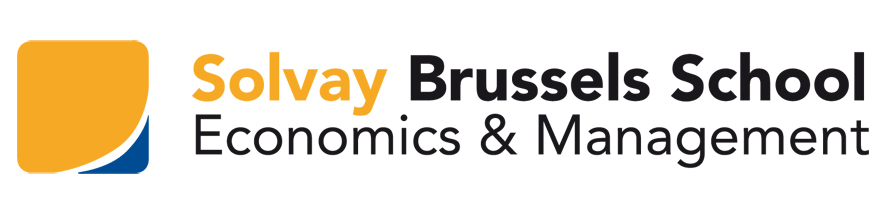 Solvay Brussels School
Economics & Management